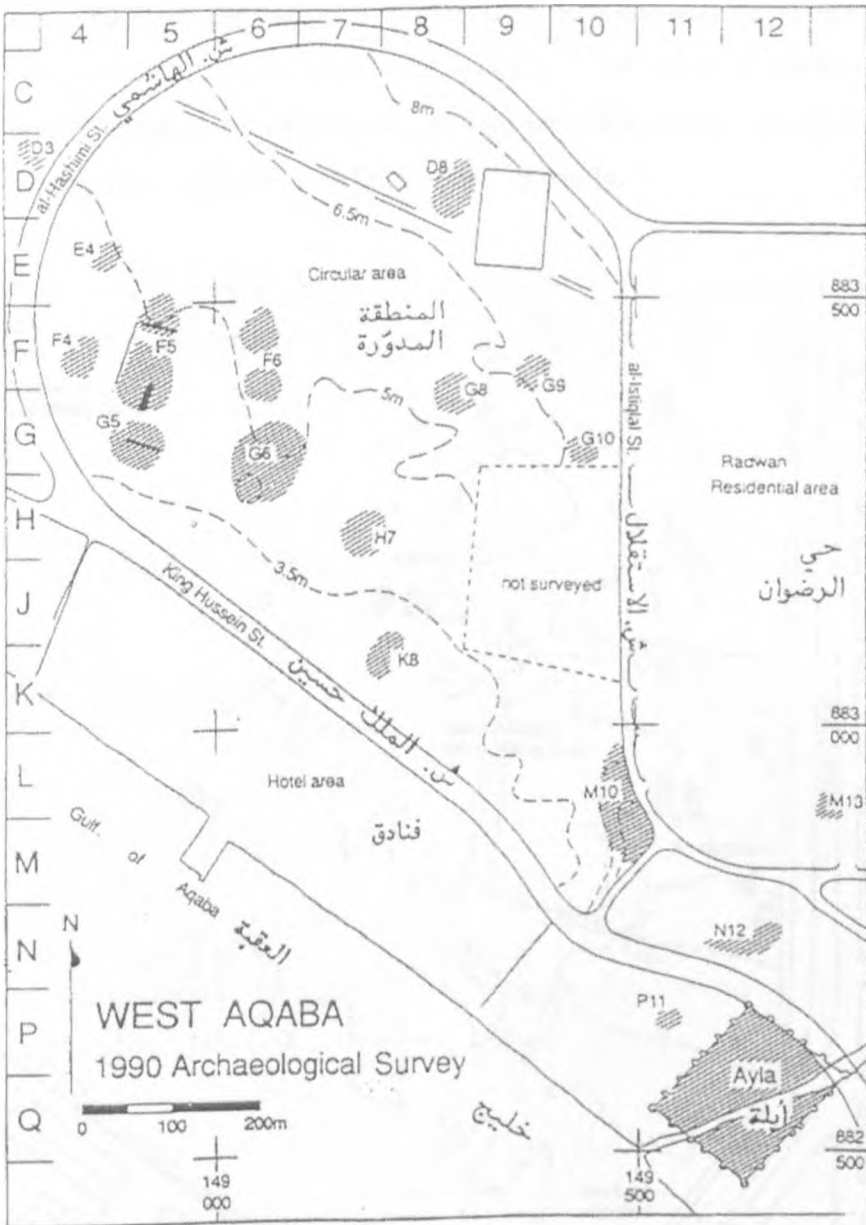 4 5 6 7 8 9 10 11 12
C
ش. الهاشمي
al-Hashimi St.
8m
D3
D
D8
6.5m
E4
E
Circular area
883
500
المنطقة
المدوّرة
F4
F
F5
F6
G8
G9
al-Istiqlal St.
5m
G5
G
G6
G10
Radwan
Residential area
H
H7
ش. الاستقلال
حي
الرضوان
3.5m
J
King Hussein St.
not surveyed
K8
K
ش. الملك حسين
883
000
L
Hotel area
M10
M13
Gulf of Aqaba
فنادق
M
العقبة
N
N
N12
P11
P
WEST AQABA
1990 Archaeological Survey
Ayla
أيلة
Q
0 100 200m
خليج
882
500
149
000
149
500